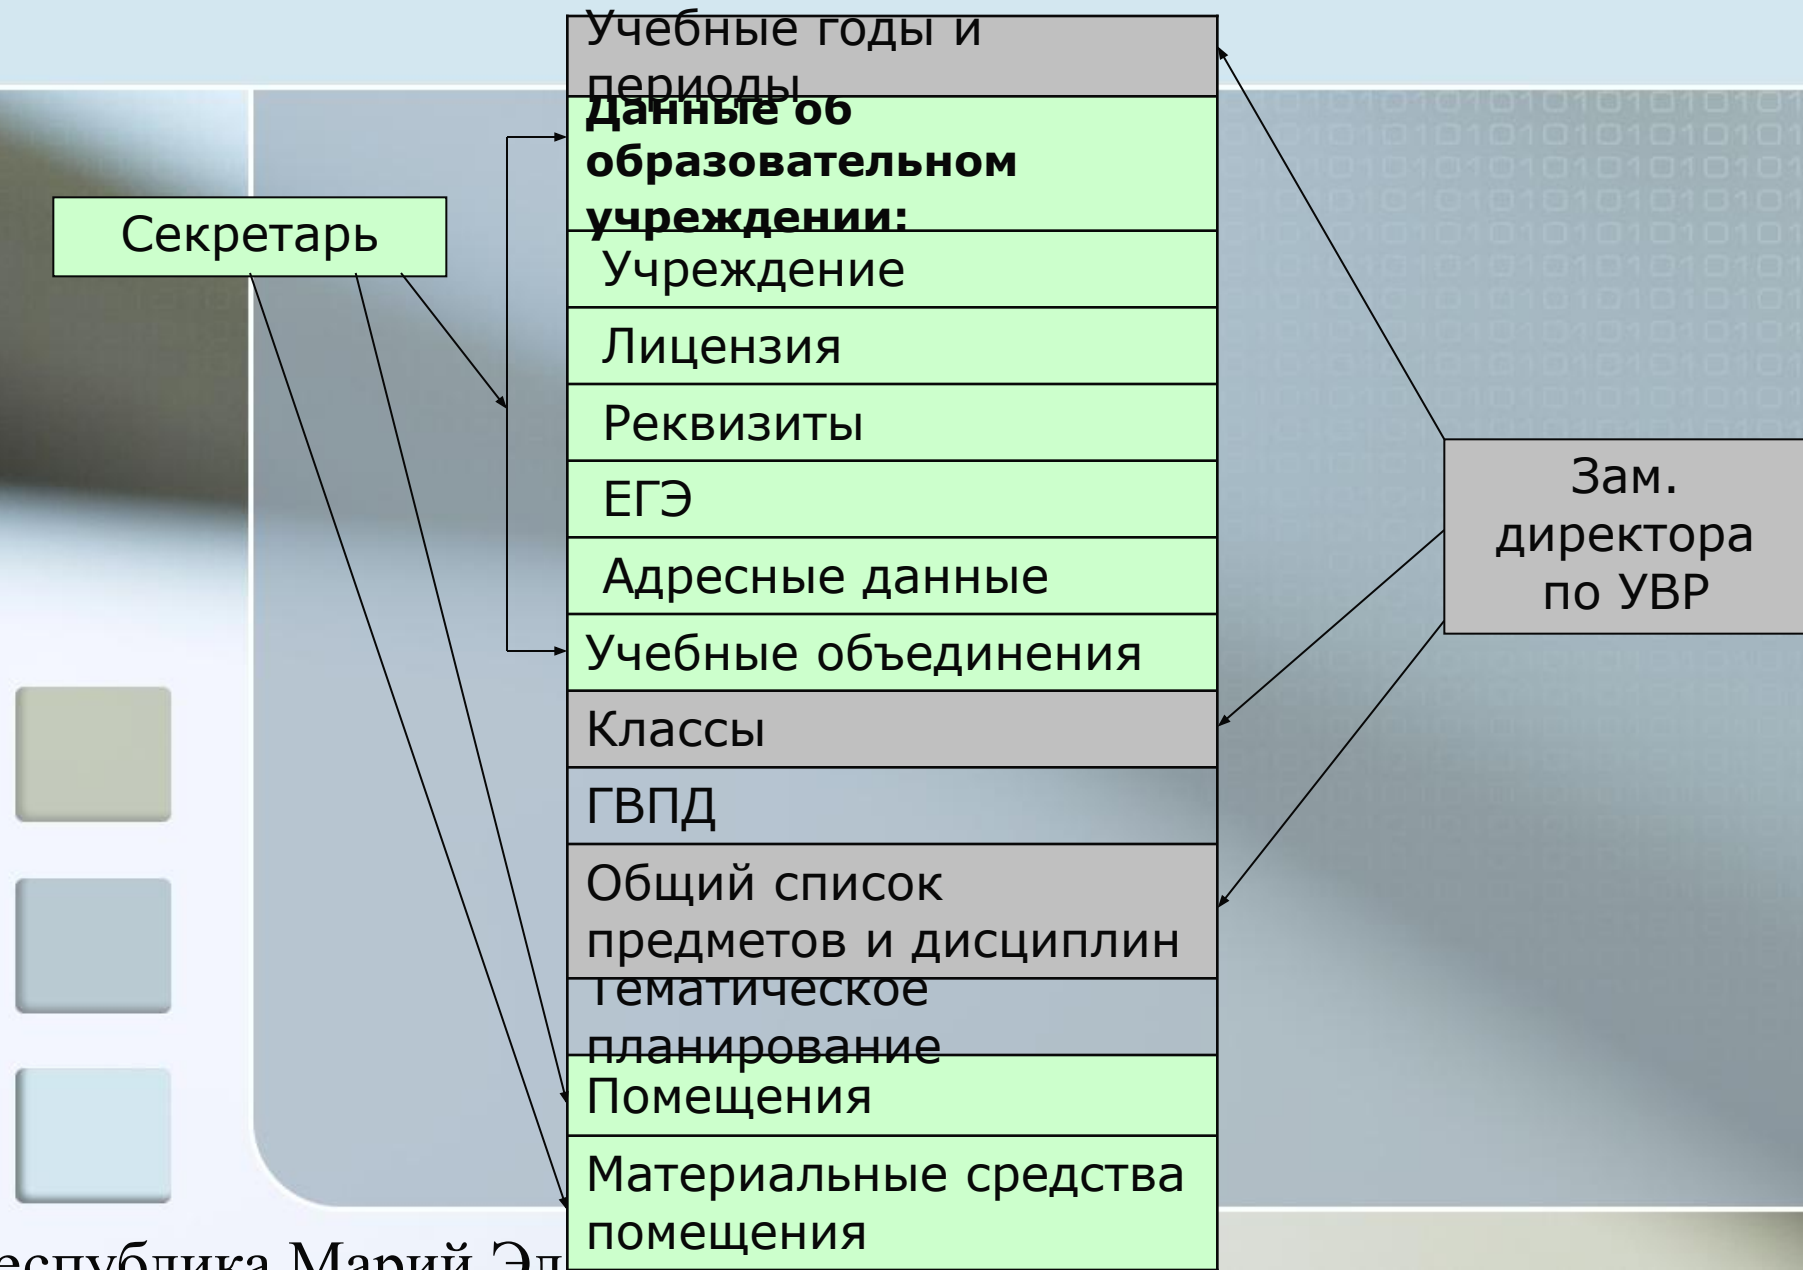 Учебные годы и
периоды
Данные об
образовательном
учреждении:
Секретарь
Учреждение
Лицензия
Реквизиты
ЕГЭ
Адресные данные
Учебные объединения
Классы
ГВПД
Общий список
предметов и дисциплин
Тематическое
планирование
Помещения
Материальные средства
помещения
Зам.
директора
по УВР
еспублика Марий Эл